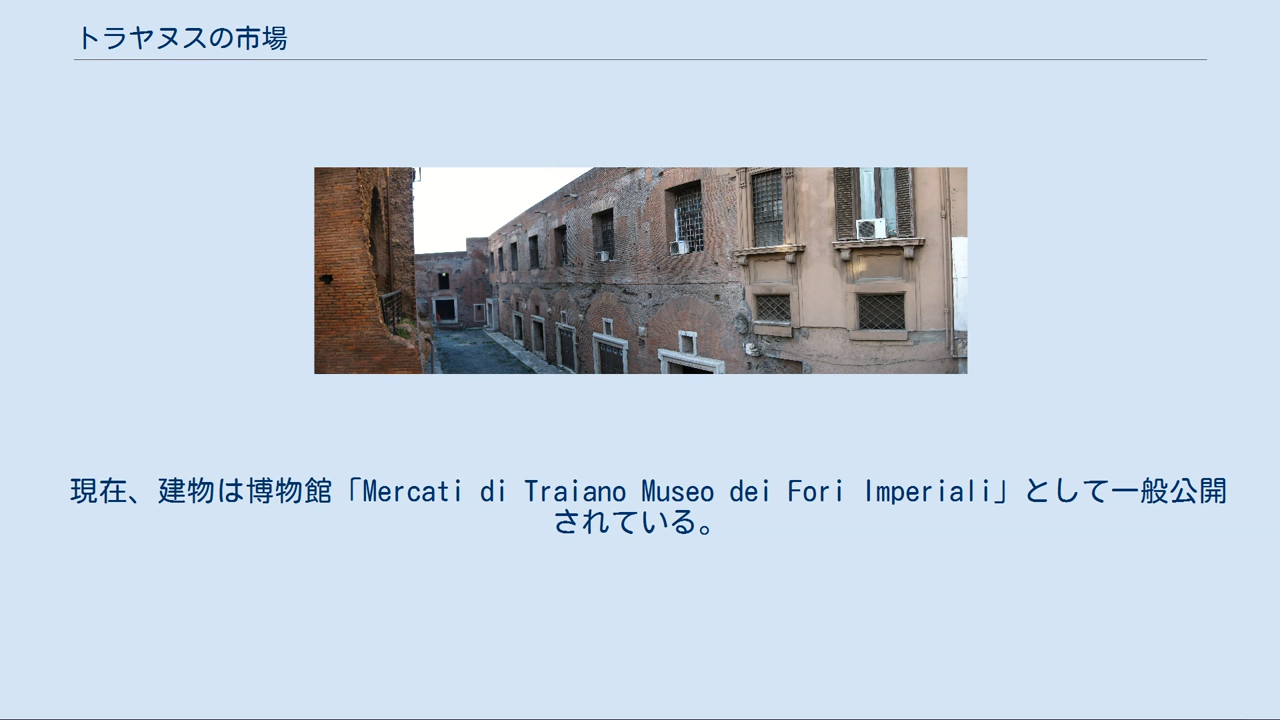 トラヤヌスの市場
現在、建物は博物館「Mercati di Traiano Museo dei Fori Imperiali」として一般公開
されている。